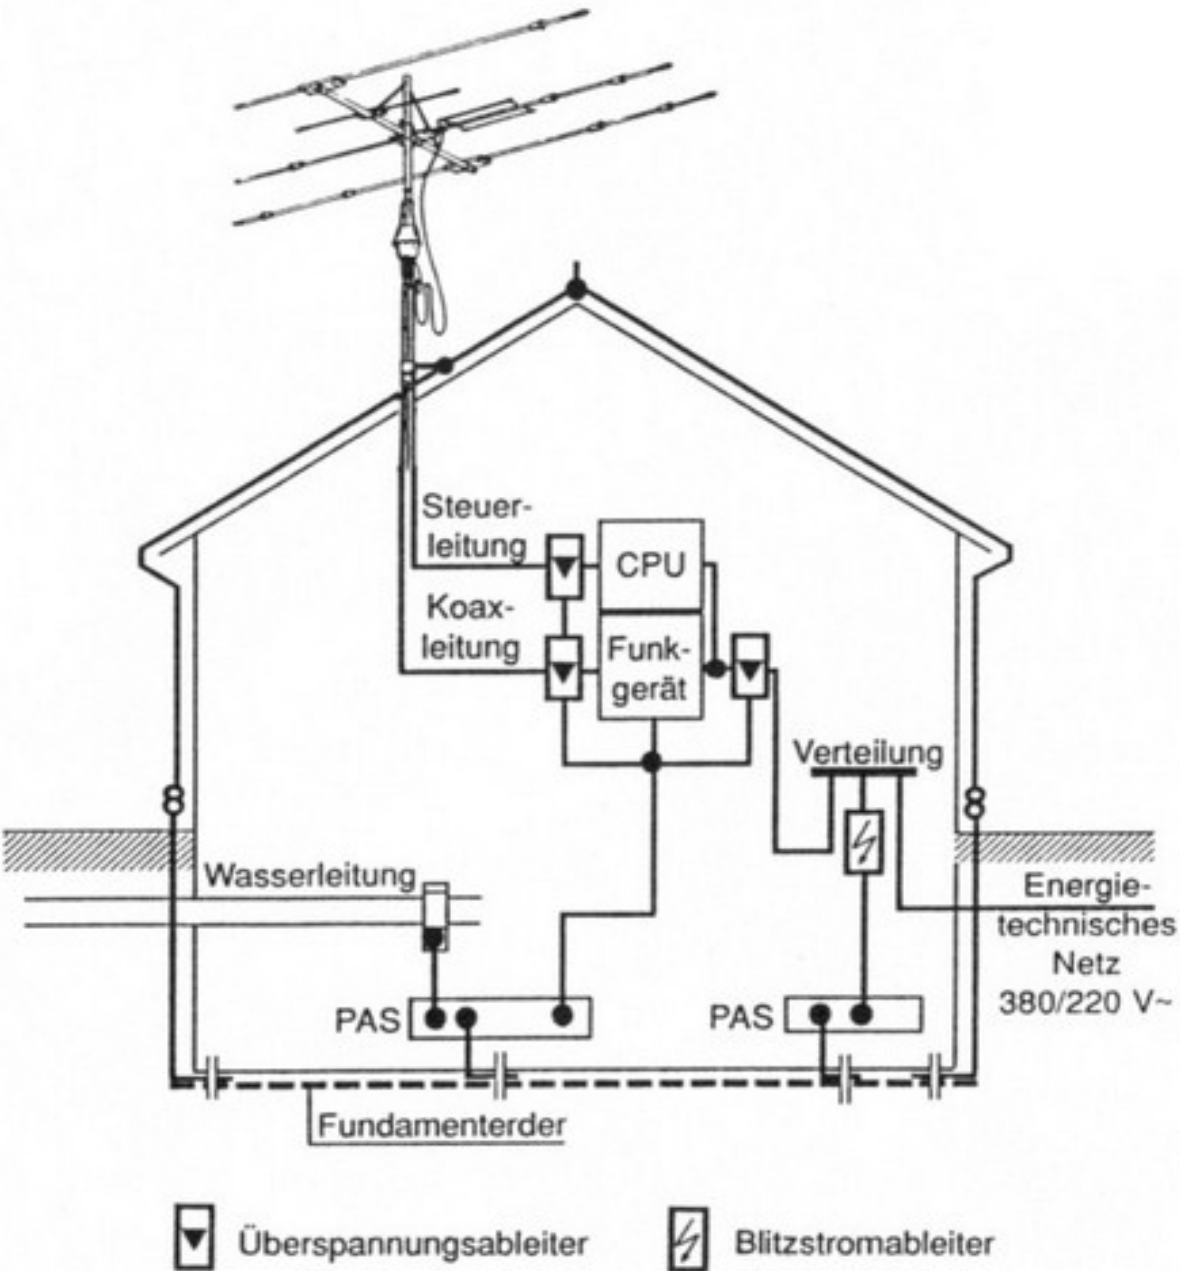 Steuer-
leitung
CPU
Koax-
leitung
Funk-
gerät
Verteilung
Wasserleitung
Energie-
technisches
Netz
380/220 V~
PAS
PAS
Fundamenterder
Überspannungsableiter
Blitzstromableiter